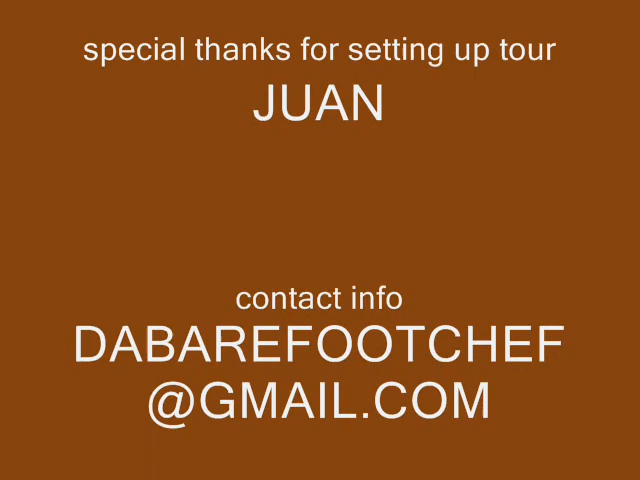 special thanks for setting up tour
JUAN
contact info
DABAREFOOTCHEF
@GMAIL.COM